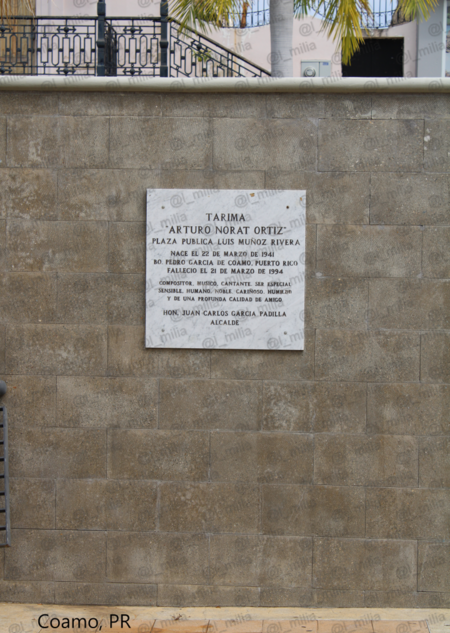 TARIMA
"ARTURO NORAT ORTIZ"
PLAZA PUBLICA LUIS MUÑOZ RIVERA
NACE EL 22 DE MARZO DE 1941
BO. PEDRO GARCIA DE COAMO, PUERTO RICO
FALLECIO EL 21 DE MARZO DE 1994
COMPOSITOR, MUSICO, CANTANTE, SER ESPECIAL
SENSIBLE, HUMANO, NOBLE, CARIÑOSO, HUMILDE
Y DE UNA PROFUNDA CALIDAD DE AMIGO.
HON. JUAN CARLOS GARCIA PADILLA
ALCALDE
Coamo, PR
@l_milia